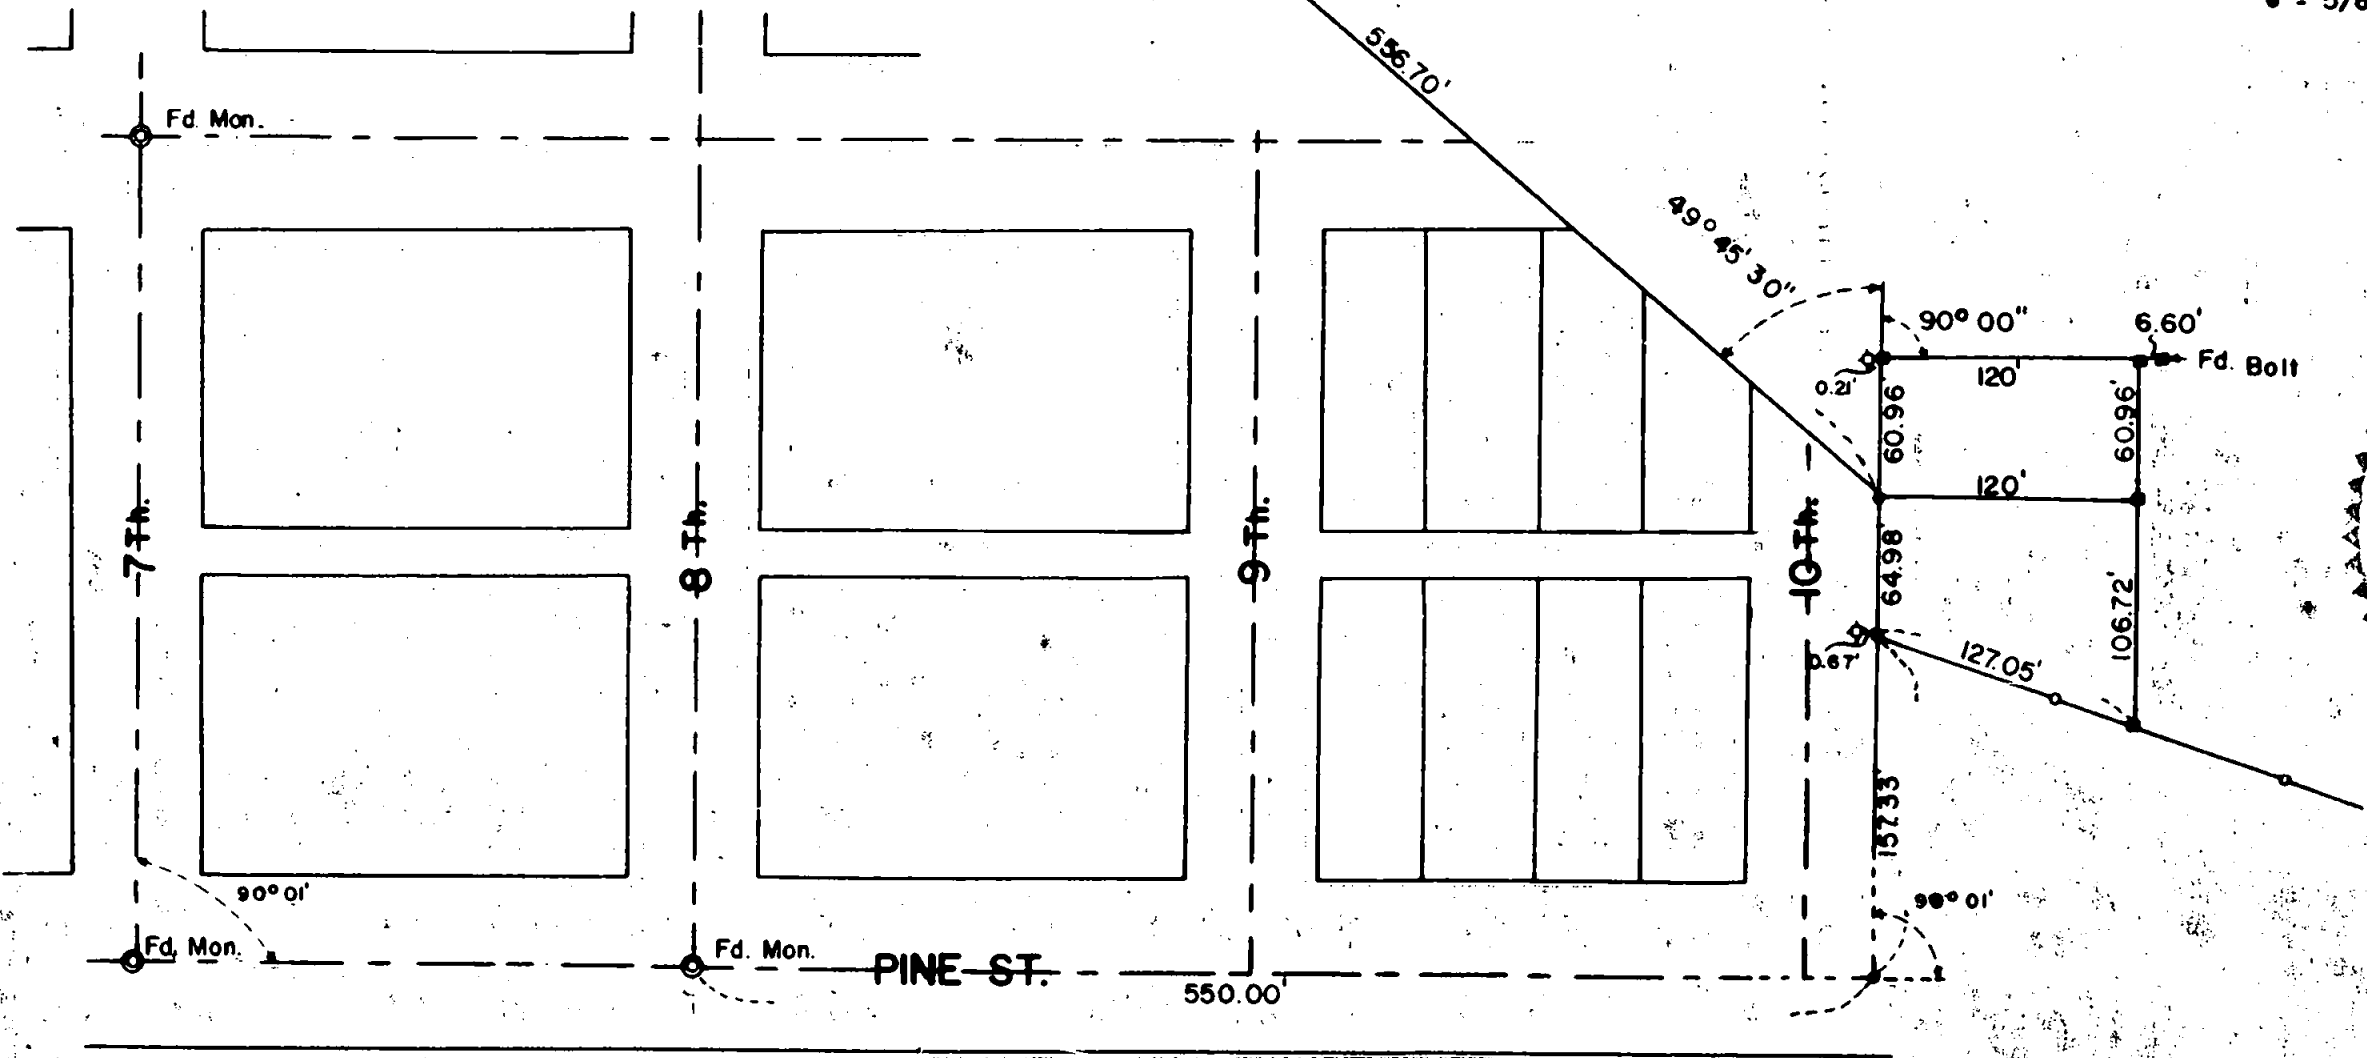 556.70'
Fd. Mon.
49° 45' 30"
90° 00"
6.60'
Fd. Bolt
0.21'
120'
60.96'
60.96'
120'
7 Th.
8 Th.
9 Th.
10 Th.
64.98'
106.72'
0.67'
127.05'
157.33'
90° 01'
90° 01'
Fd. Mon.
Fd. Mon.
PINE ST.
550.00'